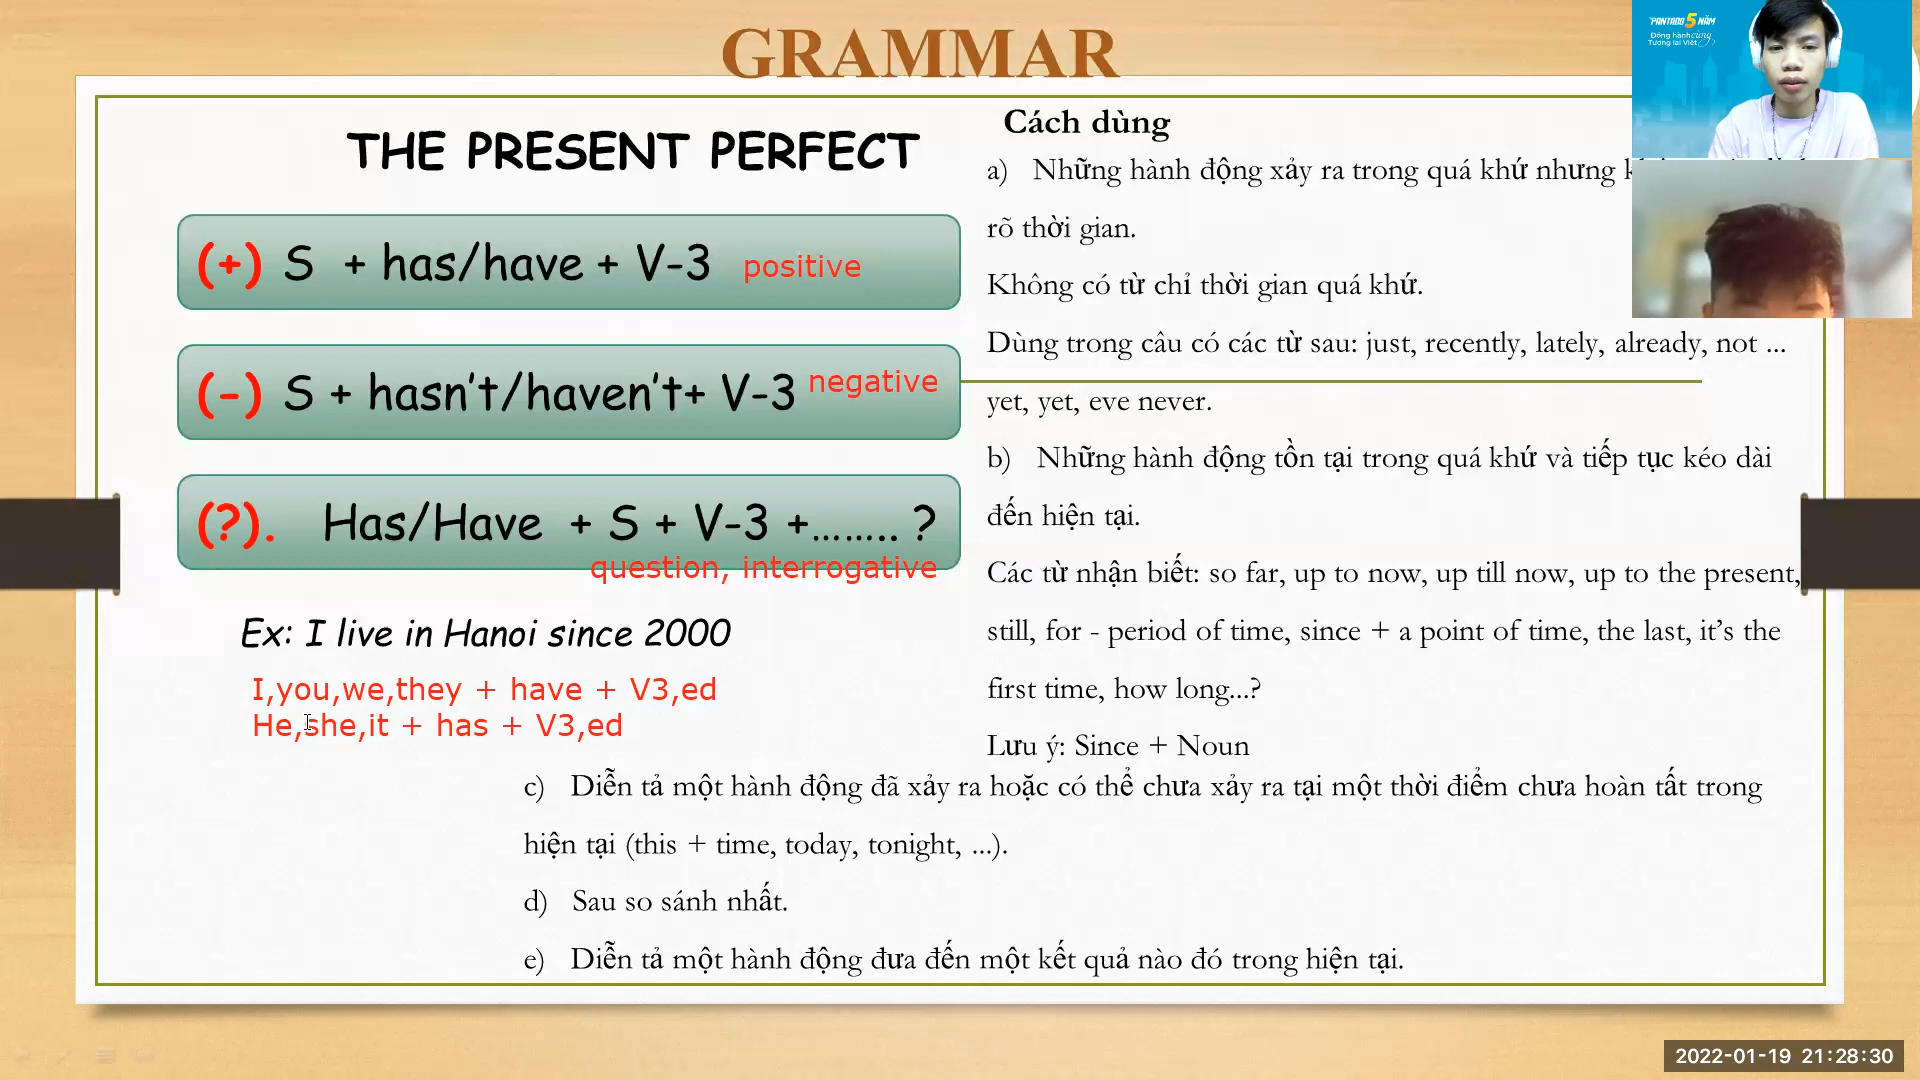 GRAMMAR
THE PRESENT PERFECT
(+) S + has/have + V-3 positive
(-) S + hasn't/haven't+ V-3 negative
(?). Has/Have + S + V-3 +…….. ?
question, interrogative
Ex: I live in Hanoi since 2000
I,you,we,they + have + V3,ed
He,she,it + has + V3,ed
Cách dùng
a) Những hành động xảy ra trong quá khứ nhưng
rõ thời gian.
Không có từ chỉ thời gian quá khứ.
Dùng trong câu có các từ sau: just, recently, lately, already, not ...
yet, yet, eve never.
b) Những hành động tồn tại trong quá khứ và tiếp tục kéo dài
đến hiện tại.
Các từ nhận biết: so far, up to now, up till now, up to the present,
still, for - period of time, since + a point of time, the last, it’s the
first time, how long...?
Lưu ý: Since + Noun
c) Diễn tả một hành động đã xảy ra hoặc có thể chưa xảy ra tại một thời điểm chưa hoàn tất trong
hiện tại (this + time, today, tonight, ...).
d) Sau so sánh nhất.
e) Diễn tả một hành động đưa đến một kết quả nào đó trong hiện tại.
PANTADO 5 NĂM
Đồng hành cùng
Tương lai Việt
2022-01-19 21:28:30